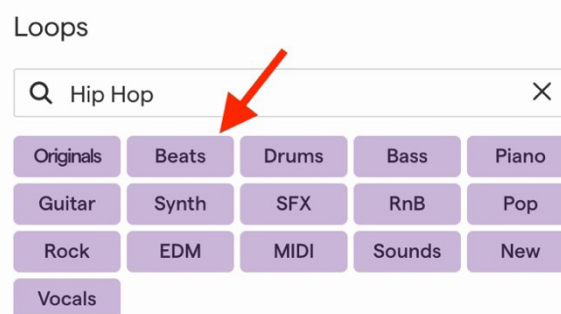 Loops
Hip Hop
Originals Beats Drums Bass Piano
Guitar Synth SFX RnB Pop
Rock EDM MIDI Sounds New
Vocals